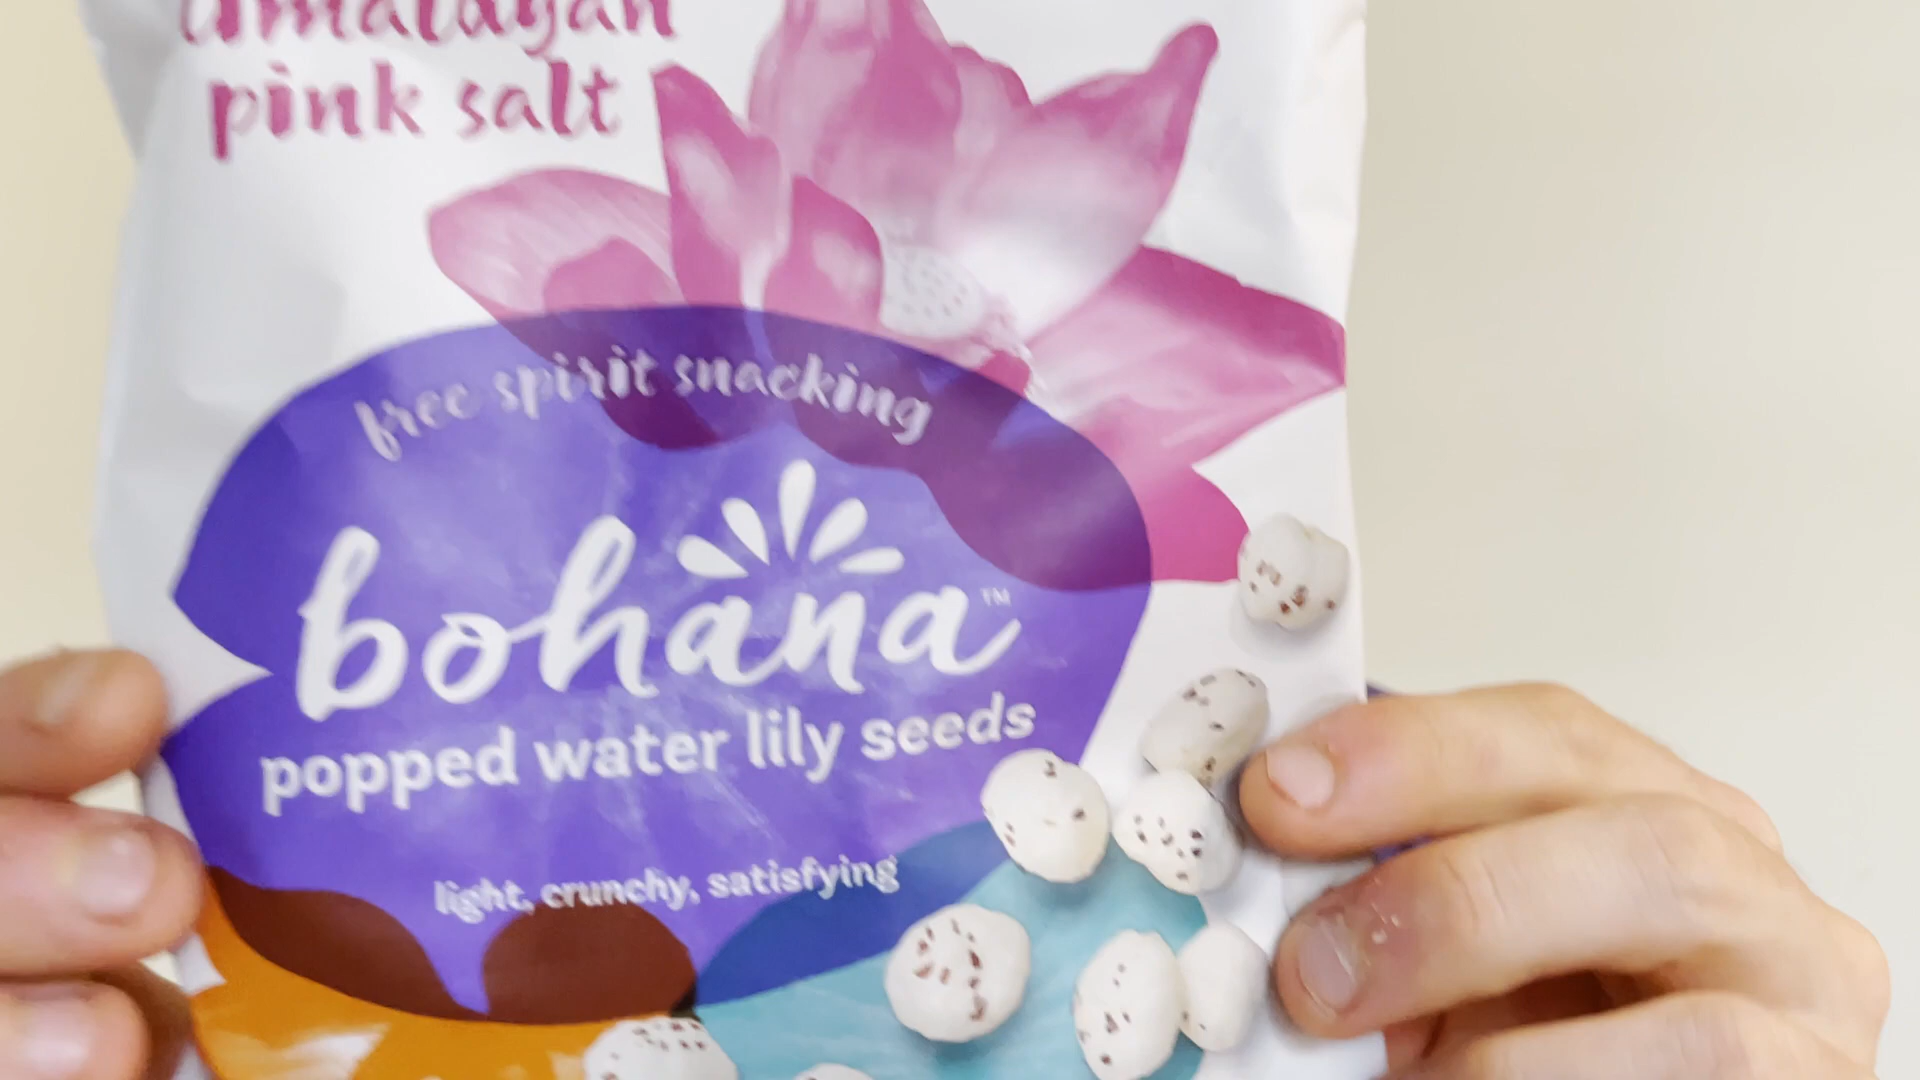 pink salt
free spirit snacking
bohana™
popped water lily seeds
light, crunchy, satisfying